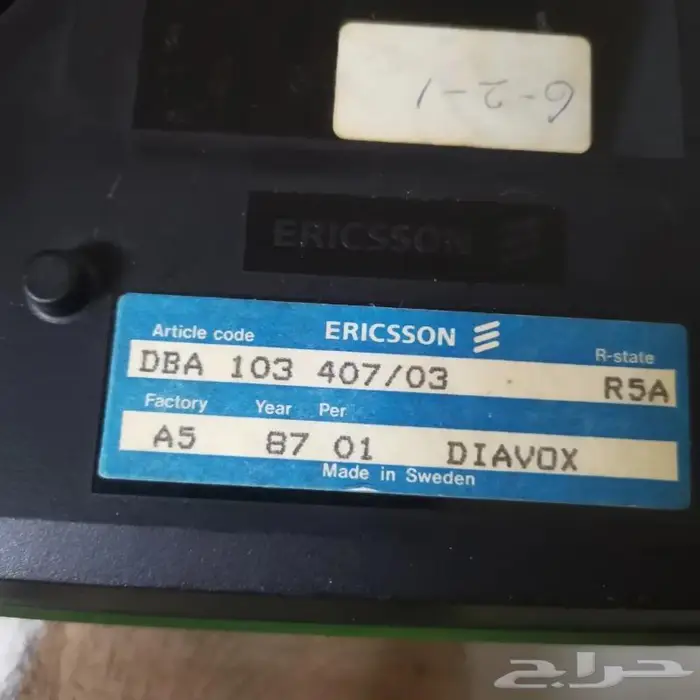 6-2-1
ERICSSON
Article code ERICSSON R-state
DBA 103 407/03 R5A
Factory Year Per
A5 87 01 DIAVOX
Made in Sweden
حراج